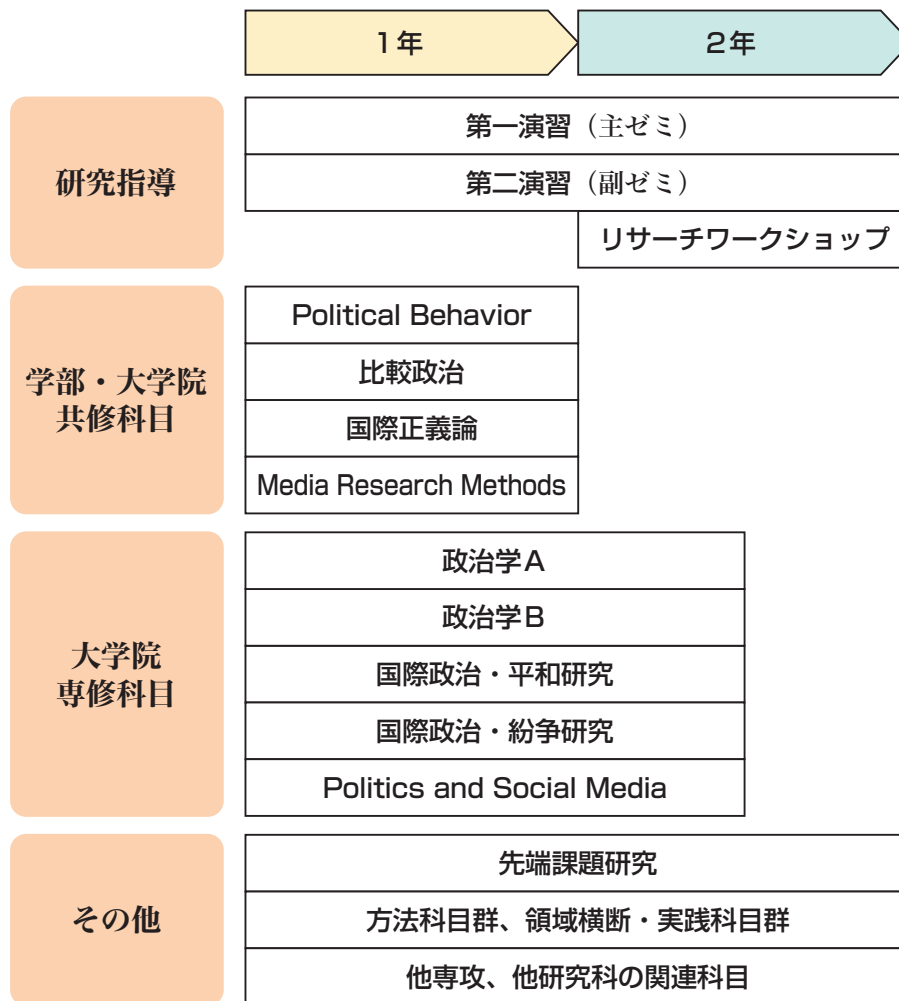 1年
2年
研究指導
第一演習（主ゼミ）
第二演習（副ゼミ）
リサーチワークショップ
学部・大学院
共修科目
Political Behavior
比較政治
国際正義論
Media Research Methods
大学院
専修科目
政治学A
政治学B
国際政治・平和研究
国際政治・紛争研究
Politics and Social Media
その他
先端課題研究
方法科目群、領域横断・実践科目群
他専攻、他研究科の関連科目